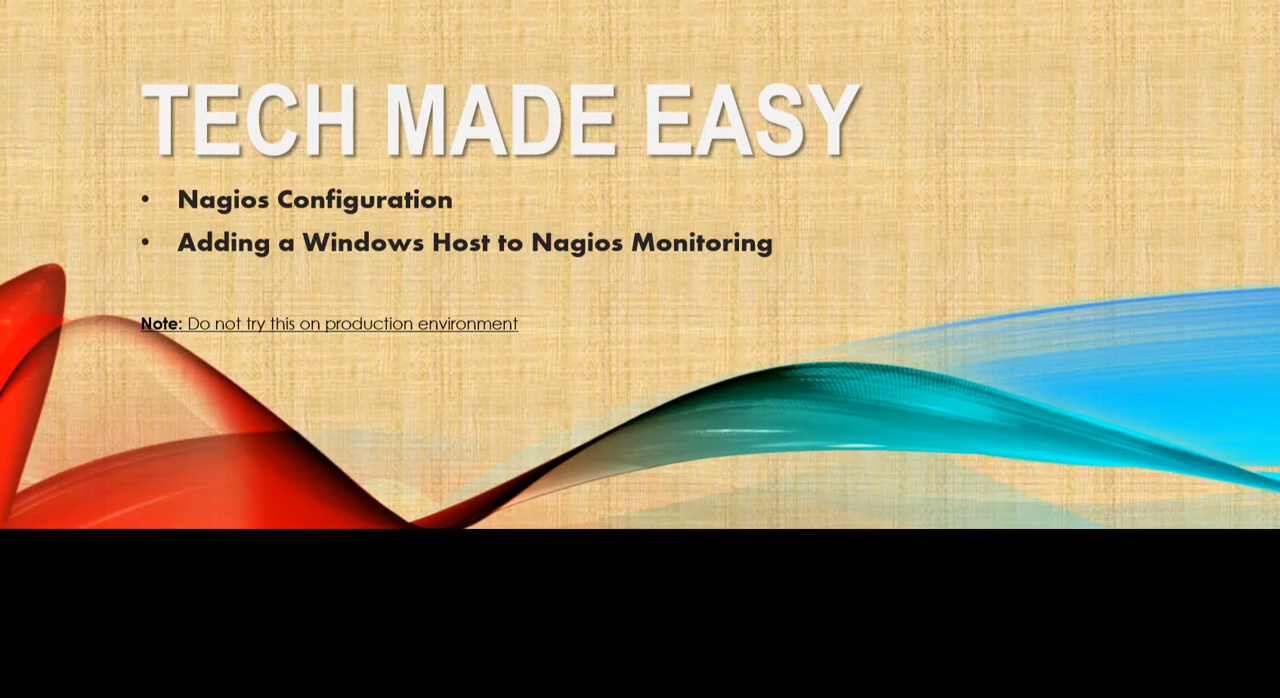 TECH MADE EASY
• Nagios Configuration
• Adding a Windows Host to Nagios Monitoring
Note: Do not try this on production environment